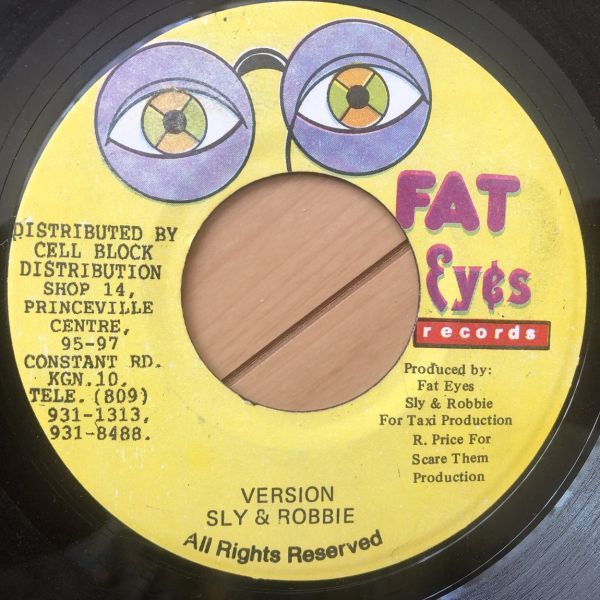 FAT
Eyes
records
DISTRIBUTED BY
CELL BLOCK
DISTRIBUTION
SHOP 14,
PRINCEVILLE
CENTRE,
95-97
CONSTANT RD.
KGN.10.
TELE.(809)
931-1313,
931-8488.
Produced by:
Fat Eyes
Sly & Robbie
For Taxi Production
R. Price For
Scare Them
Production
VERSION
SLY & ROBBIE
All Rights Reserved